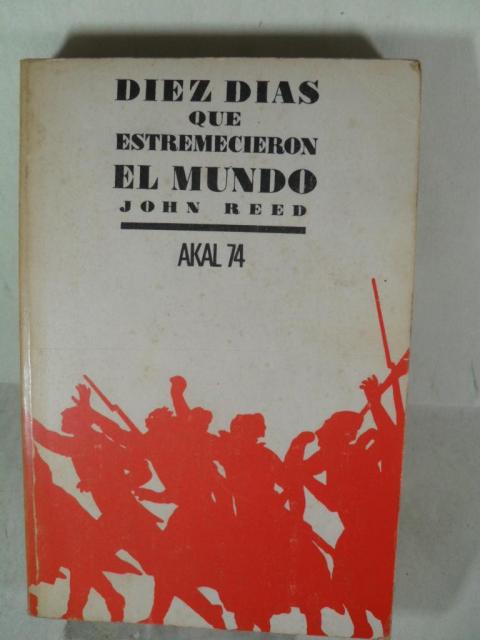 DIEZ DIAS
QUE
ESTREMECIERON
EL MUNDO
JOHN REED
AKAL 74